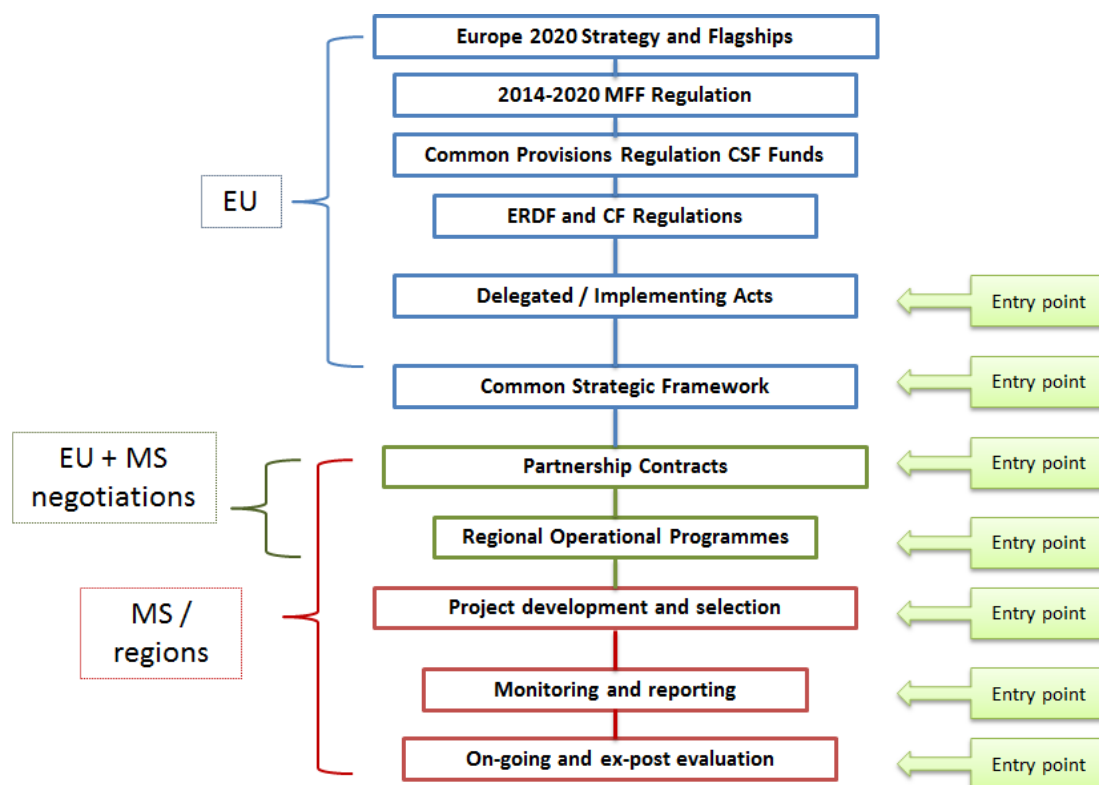 Europe 2020 Strategy and Flagships
2014-2020 MFF Regulation
Common Provisions Regulation CSF Funds
EU
ERDF and CF Regulations
Delegated / Implementing Acts
Entry point
Common Strategic Framework
Entry point
EU + MS
negotiations
Partnership Contracts
Entry point
Regional Operational Programmes
Entry point
MS /
regions
Project development and selection
Entry point
Monitoring and reporting
Entry point
On-going and ex-post evaluation
Entry point